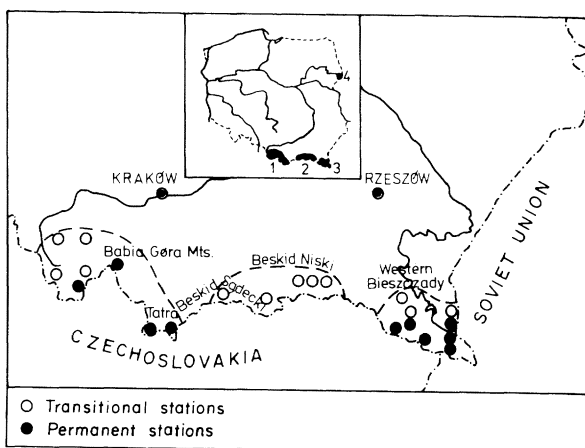 4
1 2 3
KRAKÓW
RZESZÓW
Babia Góra Mts.
Beskid Niski
Beskid Sądecki
Western
Bieszczady
Tatra
SOVIET UNION
CZECHOSLOVAKIA
Transitional stations
Permanent stations